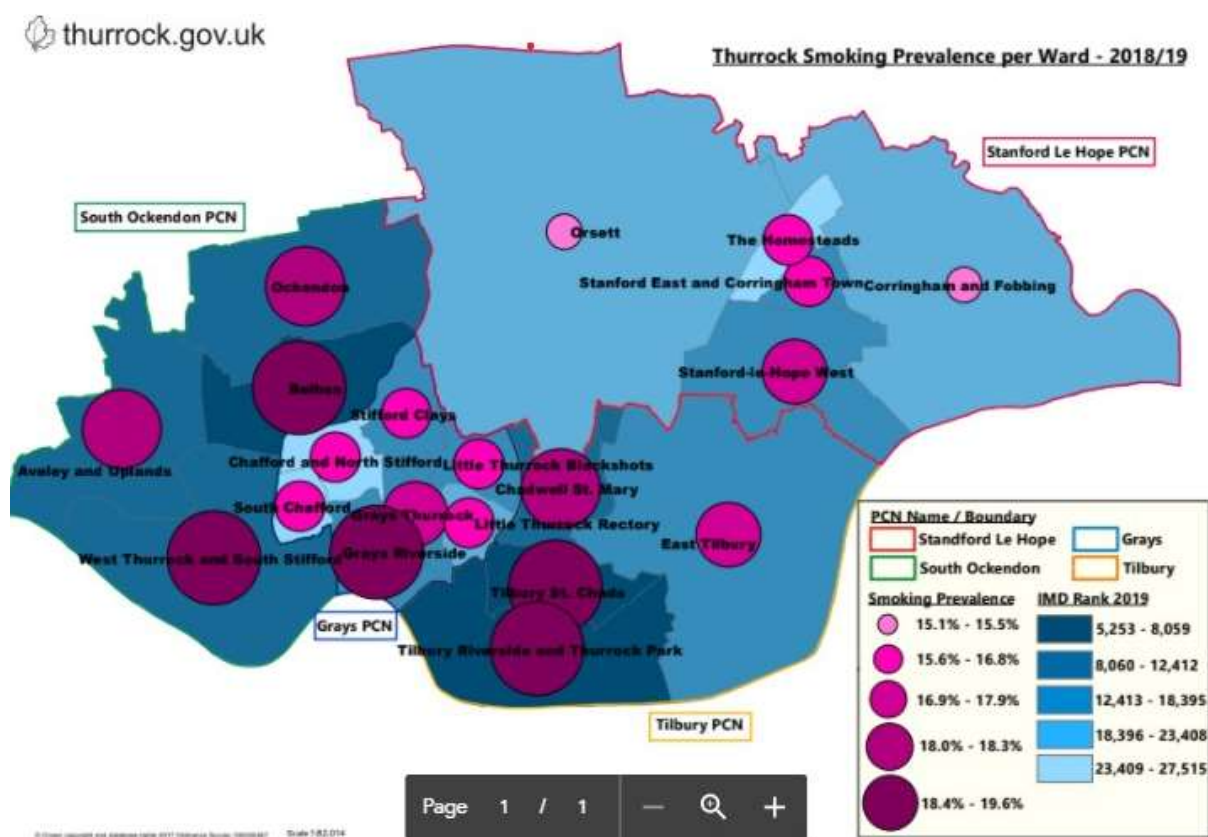 thurrock.gov.uk
Thurrock Smoking Prevalence per Ward - 2018/19
Stanford Le Hope PCN
South Ockendon PCN
Orsett
The Homesteads
Ockendon
Stanford East and Corringham Town
Corringham and Fobbing
Stanford-le-Hope West
Belhus
Stifford Clays
Aveley and Uplands
Chafford and North Stifford
Little Thurrock Blackshots
Chadwell St. Mary
South Chafford
Grays Thurrock
Little Thurrock Rectory
East Tilbury
West Thurrock and South Stifford
Grays Riverside
Tilbury St. Chads
Grays PCN
Tilbury Riverside and Thurrock Park
Tilbury PCN
PCN Name / Boundary
Standford Le Hope
Grays
South Ockendon
Tilbury
Smoking Prevalence
IMD Rank 2019
15.1% - 15.5%
5,253 - 8,059
15.6% - 16.8%
8,060 - 12,412
16.9% - 17.9%
12,413 - 18,395
18.0% - 18.3%
18,396 - 23,408
18.4% - 19.6%
23,409 - 27,515
Page 1 / 1
Scale 1:82,014